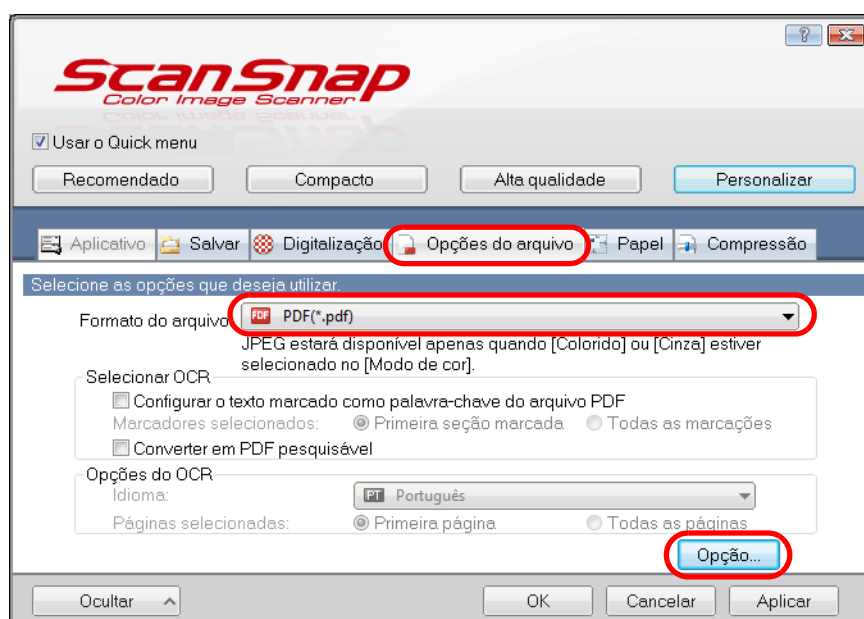 ScanSnap
Color Image Scanner
Usar o Quick menu
Recomendado Compacto Alta qualidade Personalizar
Aplicativo Salvar Digitalização Opções do arquivo Papel Compressão
Selecione as opções que deseja utilizar.
Formato do arquivo PDF(*.pdf)
JPEG estará disponível apenas quando [Colorido] ou [Cinza] estiver
selecionado no [Modo de cor].
Selecionar OCR
Configurar o texto marcado como palavra-chave do arquivo PDF
Marcadores selecionados: Primeira seção marcada Todas as marcações
Converter em PDF pesquisável
Opções do OCR
Idioma: PT Português
Páginas selecionadas: Primeira página Todas as páginas
Opção...
Ocultar OK Cancelar Aplicar